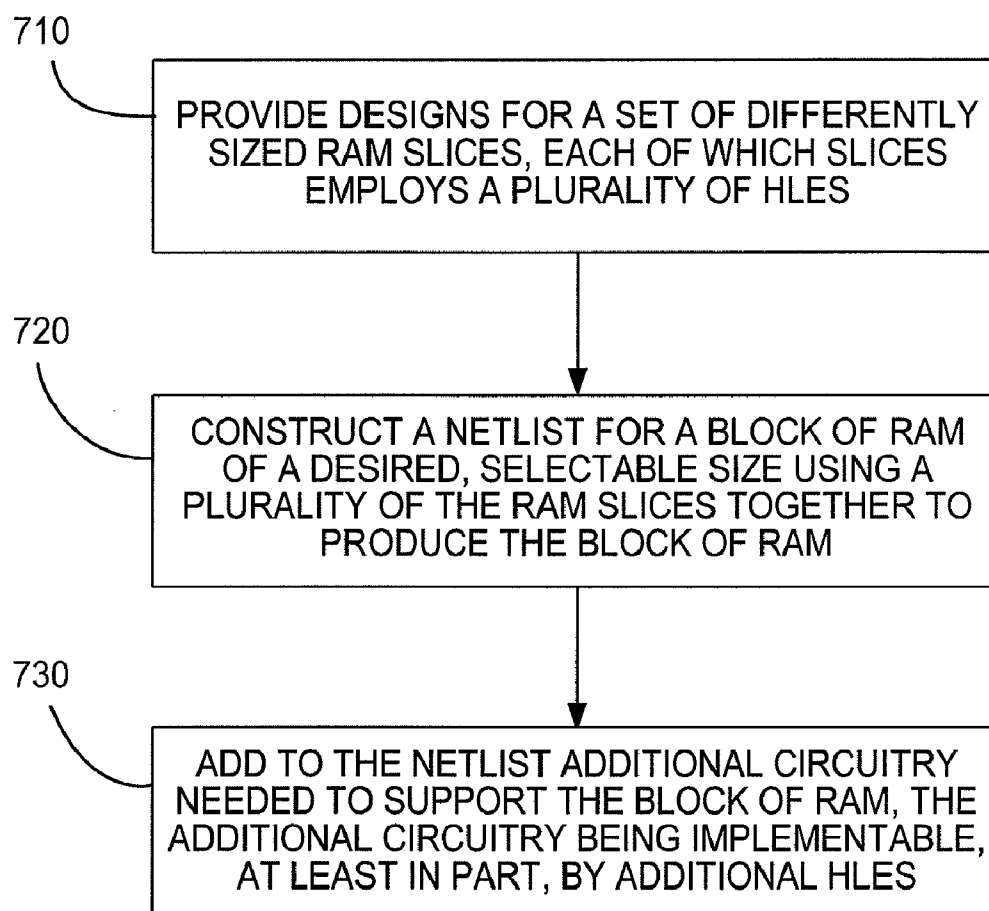 710
PROVIDE DESIGNS FOR A SET OF DIFFERENTLY
SIZED RAM SLICES, EACH OF WHICH SLICES
EMPLOYS A PLURALITY OF HLES
720
CONSTRUCT A NETLIST FOR A BLOCK OF RAM
OF A DESIRED, SELECTABLE SIZE USING A
PLURALITY OF THE RAM SLICES TOGETHER TO
PRODUCE THE BLOCK OF RAM
730
ADD TO THE NETLIST ADDITIONAL CIRCUITRY
NEEDED TO SUPPORT THE BLOCK OF RAM, THE
ADDITIONAL CIRCUITRY BEING IMPLEMENTABLE,
AT LEAST IN PART, BY ADDITIONAL HLES